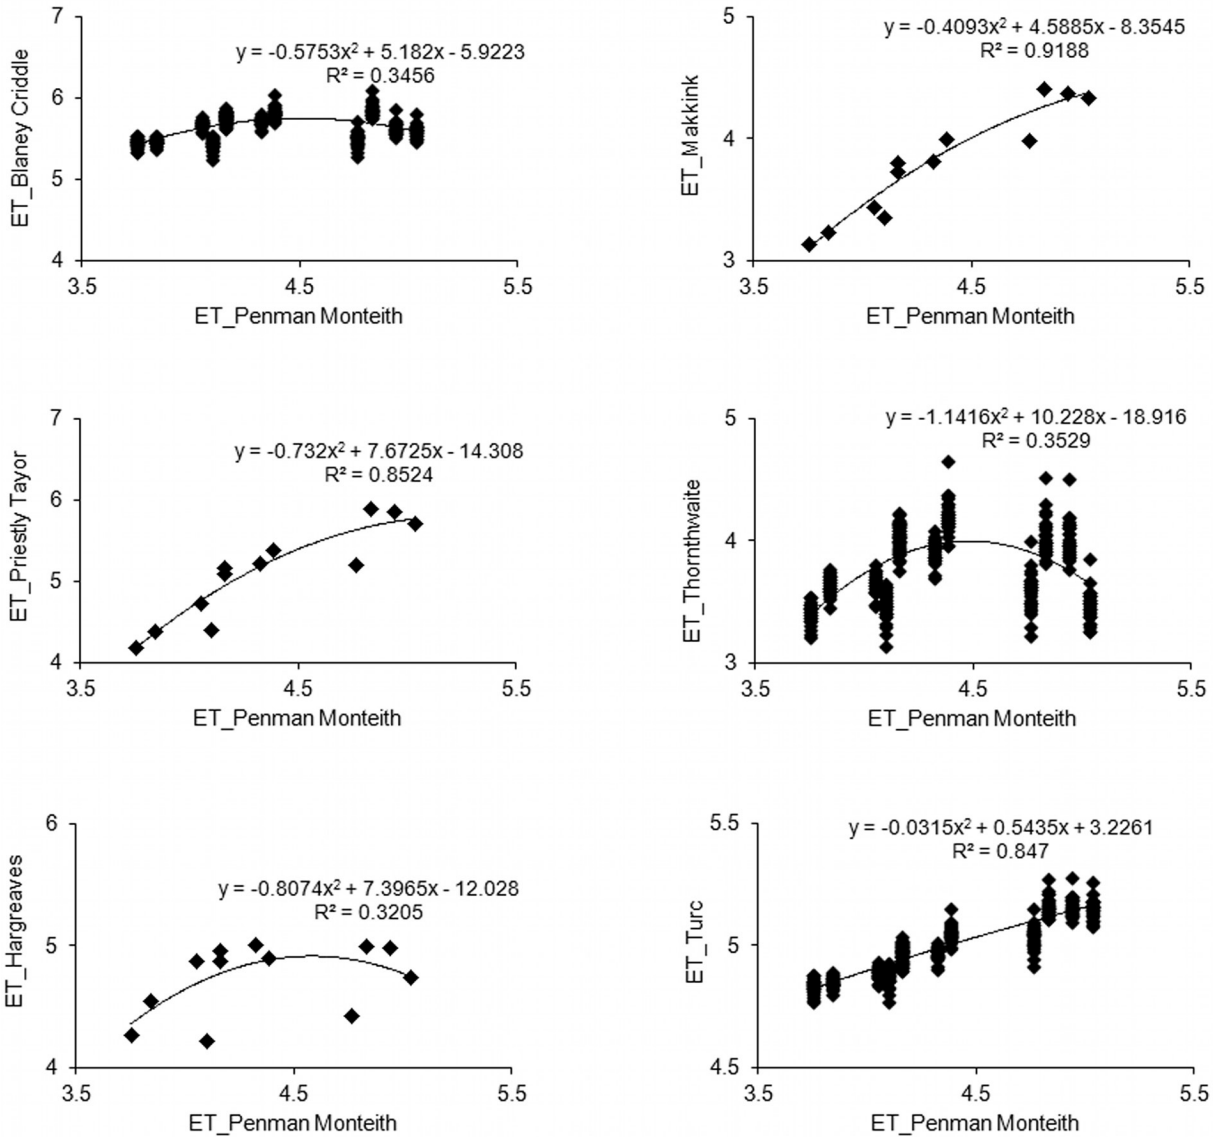 7
y = -0.5753x² + 5.182x - 5.9223
R² = 0.3456
6
5
4
3.5 4.5 5.5
ET_Blaney Criddle
ET_Penman Monteith
5
y = -0.4093x² + 4.5885x - 8.3545
R² = 0.9188
4
3
3.5 4.5 5.5
ET_Makkink
ET_Penman Monteith
7
y = -0.732x² + 7.6725x - 14.308
R² = 0.8524
6
5
4
3.5 4.5 5.5
ET_Priestly Tayor
ET_Penman Monteith
5
y = -1.1416x² + 10.228x - 18.916
R² = 0.3529
4
3
3.5 4.5 5.5
ET_Thornthwaite
ET_Penman Monteith
6
y = -0.8074x² + 7.3965x - 12.028
R² = 0.3205
5
4
3.5 4.5 5.5
ET_Hargreaves
ET_Penman Monteith
5.5
y = -0.0315x² + 0.5435x + 3.2261
R² = 0.847
5
4.5
3.5 4.5 5.5
ET_Turc
ET_Penman Monteith